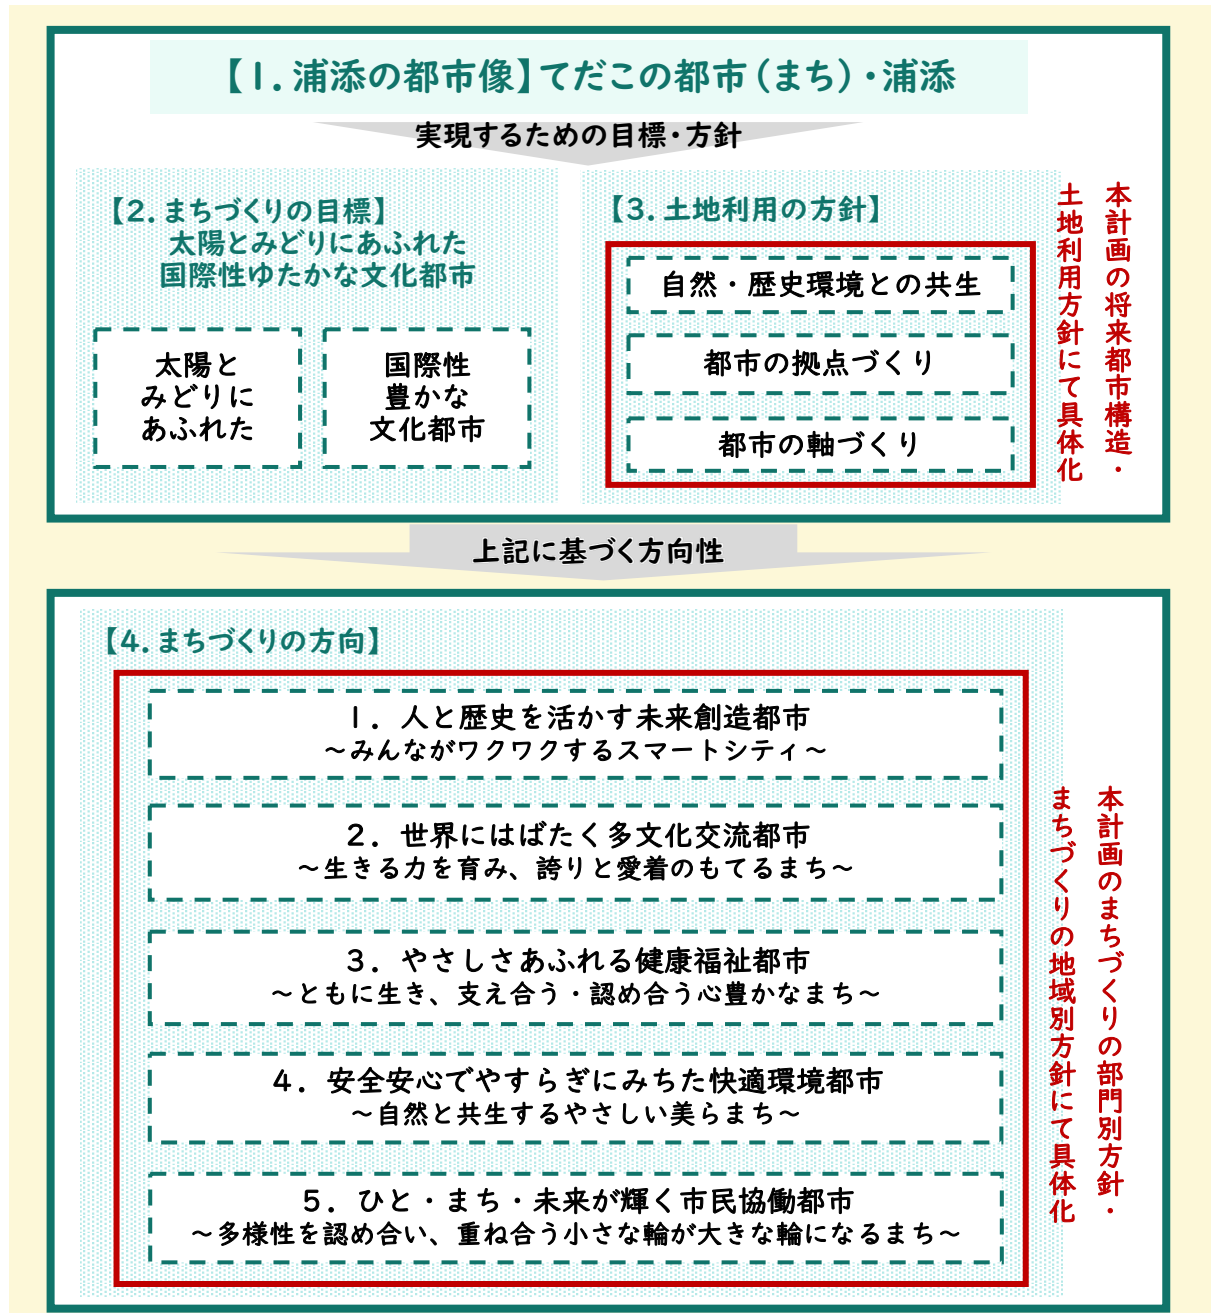 【1.浦添の都市像】てだこの都市(まち)・浦添
実現するための目標・方針
【2.まちづくりの目標】
太陽とみどりにあふれた
国際性ゆたかな文化都市
太陽と
みどりに
あふれた
国際性
豊かな
文化都市
【3.土地利用の方針】
自然・歴史環境との共生
都市の拠点づくり
都市の軸づくり
本計画の将来都市構造・
土地利用方針にて具体化
上記に基づく方向性
【4.まちづくりの方向】
1.人と歴史を活かす未来創造都市
~みんながワクワクするスマートシティ~
2.世界にはばたく多文化交流都市
~生きる力を育み、誇りと愛着のもてるまち~
3.やさしさあふれる健康福祉都市
~ともに生き、支え合う・認め合う心豊かなまち~
4.安全安心でやすらぎにみちた快適環境都市
~自然と共生するやさしい美らまち~
5.ひと・まち・未来が輝く市民協働都市
~多様性を認め合い、重ね合う小さな輪が大きな輪になるまち~
本計画のまちづくりの部門別方針・
まちづくりの地域別方針にて具体化